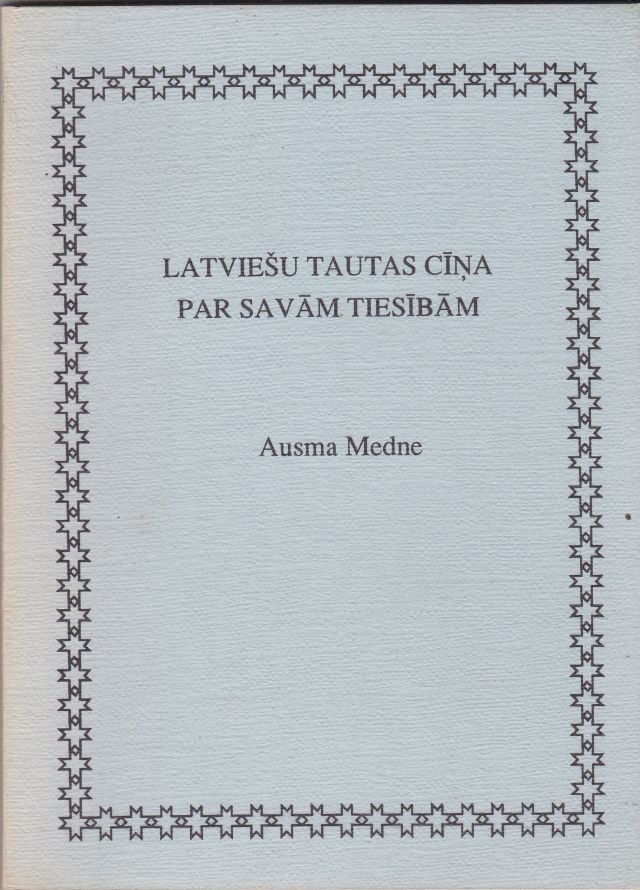 LATVIEŠU TAUTAS CĪŅA
PAR SAVĀM TIESĪBĀM
Ausma Medne